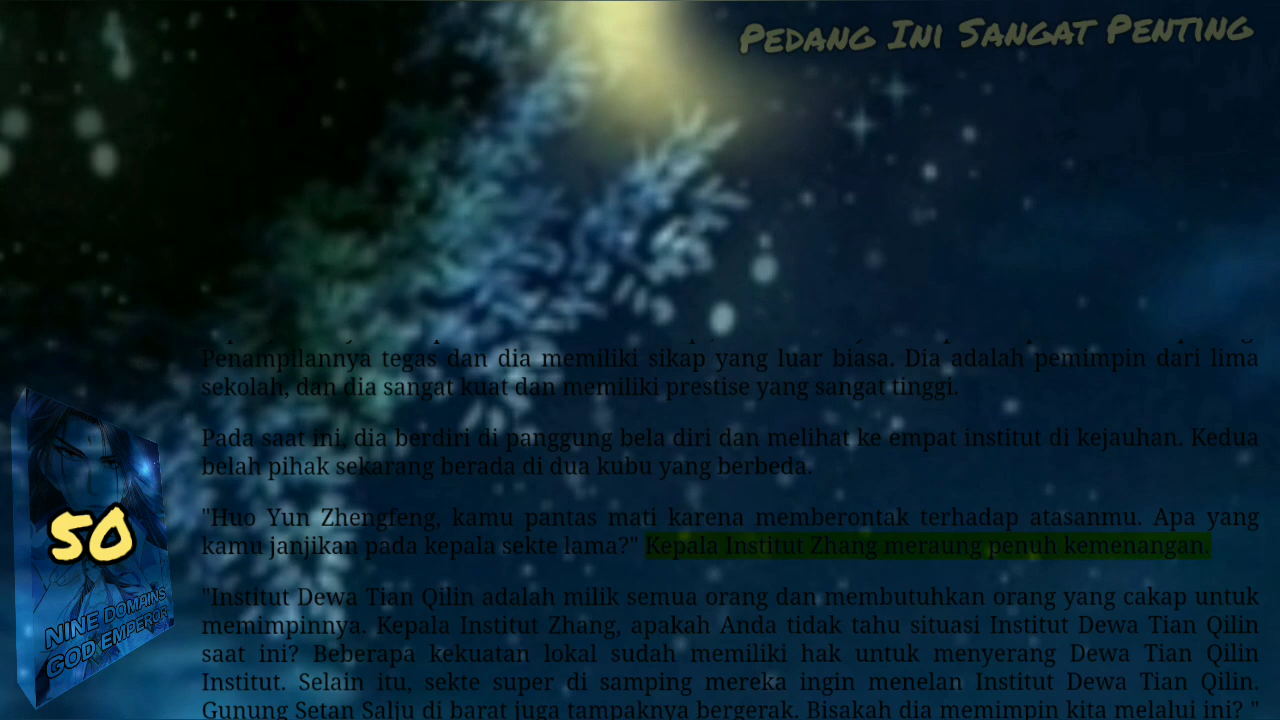 Pedang Ini Sangat Penting
Penampilannya tegas dan dia memiliki sikap yang luar biasa. Dia adalah pemimpin dari lima
sekolah, dan dia sangat kuat dan memiliki prestise yang sangat tinggi.
Pada saat ini, dia berdiri di panggung bela diri dan melihat ke empat institut di kejauhan. Kedua
belah pihak sekarang berada di dua kubu yang berbeda.
"Huo Yun Zhengfeng, kamu pantas mati karena memberontak terhadap atasanmu. Apa yang
kamu janjikan pada kepala sekte lama?" Kepala Institut Zhang meraung penuh kemenangan.
"Institut Dewa Tian Qilin adalah milik semua orang dan membutuhkan orang yang cakap untuk
memimpinnya. Kepala Institut Zhang, apakah Anda tidak tahu situasi Institut Dewa Tian Qilin
saat ini? Beberapa kekuatan lokal sudah memiliki hak untuk menyerang Dewa Tian Qilin
Institut. Selain itu, sekte super di samping mereka ingin menelan Institut Dewa Tian Qilin.
Gunung Setan Salju di barat juga tampaknya bergerak. Bisakah dia memimpin kita melalui ini? "
50
NINE DOMAINS
GOD EMPEROR